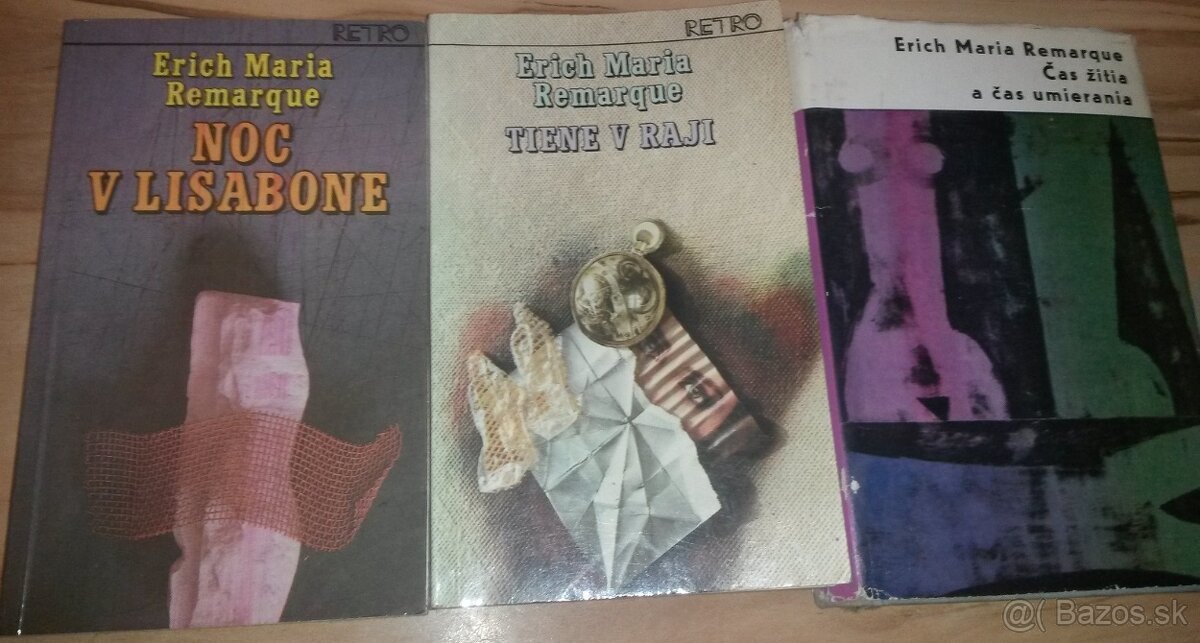 RETRO
Erich Maria
Remarque
NOC
V LISABONE
RETRO
Erich Maria
Remarque
TIENE V RAJI
Erich Maria Remarque
Čas žitia
a čas umierania
@( Bazos.sk